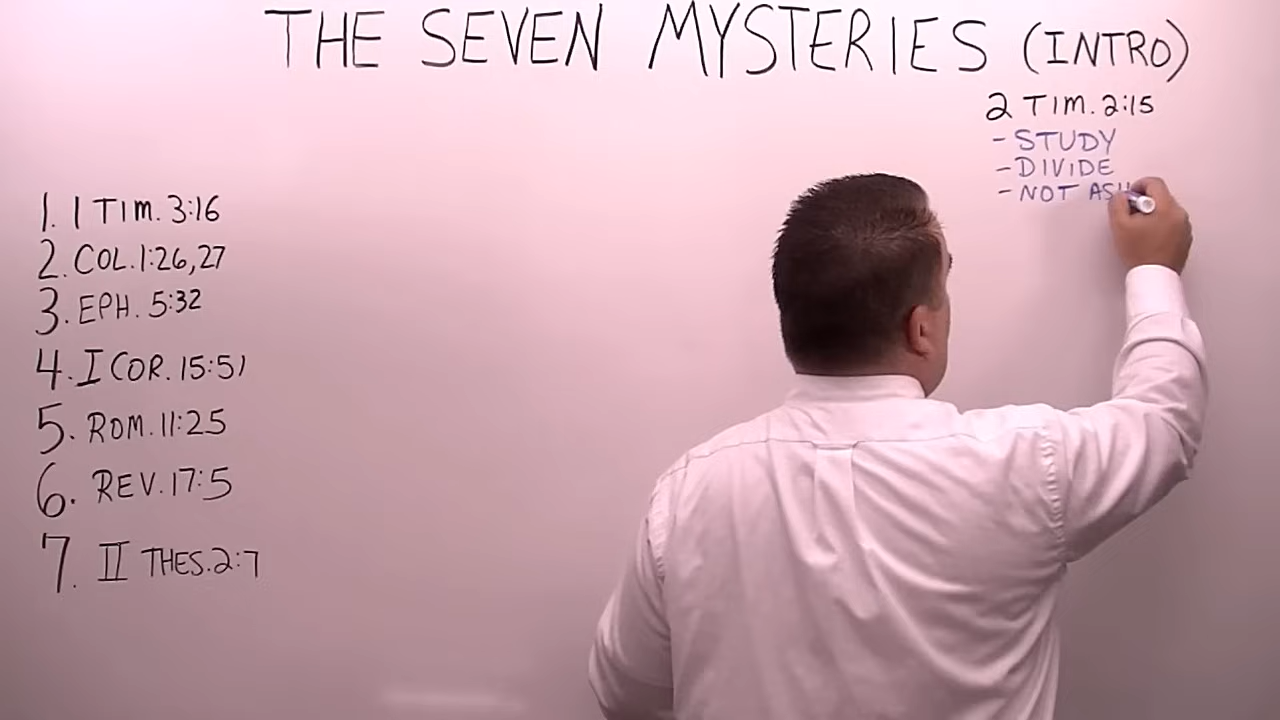 THE SEVEN MYSTERIES (INTRO)
2 TIM. 2:15
- STUDY
- DIVIDE
- NOT
1. 1 TIM. 3:16
2. COL. 1:26,27
3. EPH. 5:32
4. I COR. 15:51
5. ROM. 11:25
6. REV. 17:5
7. II THES. 2:7